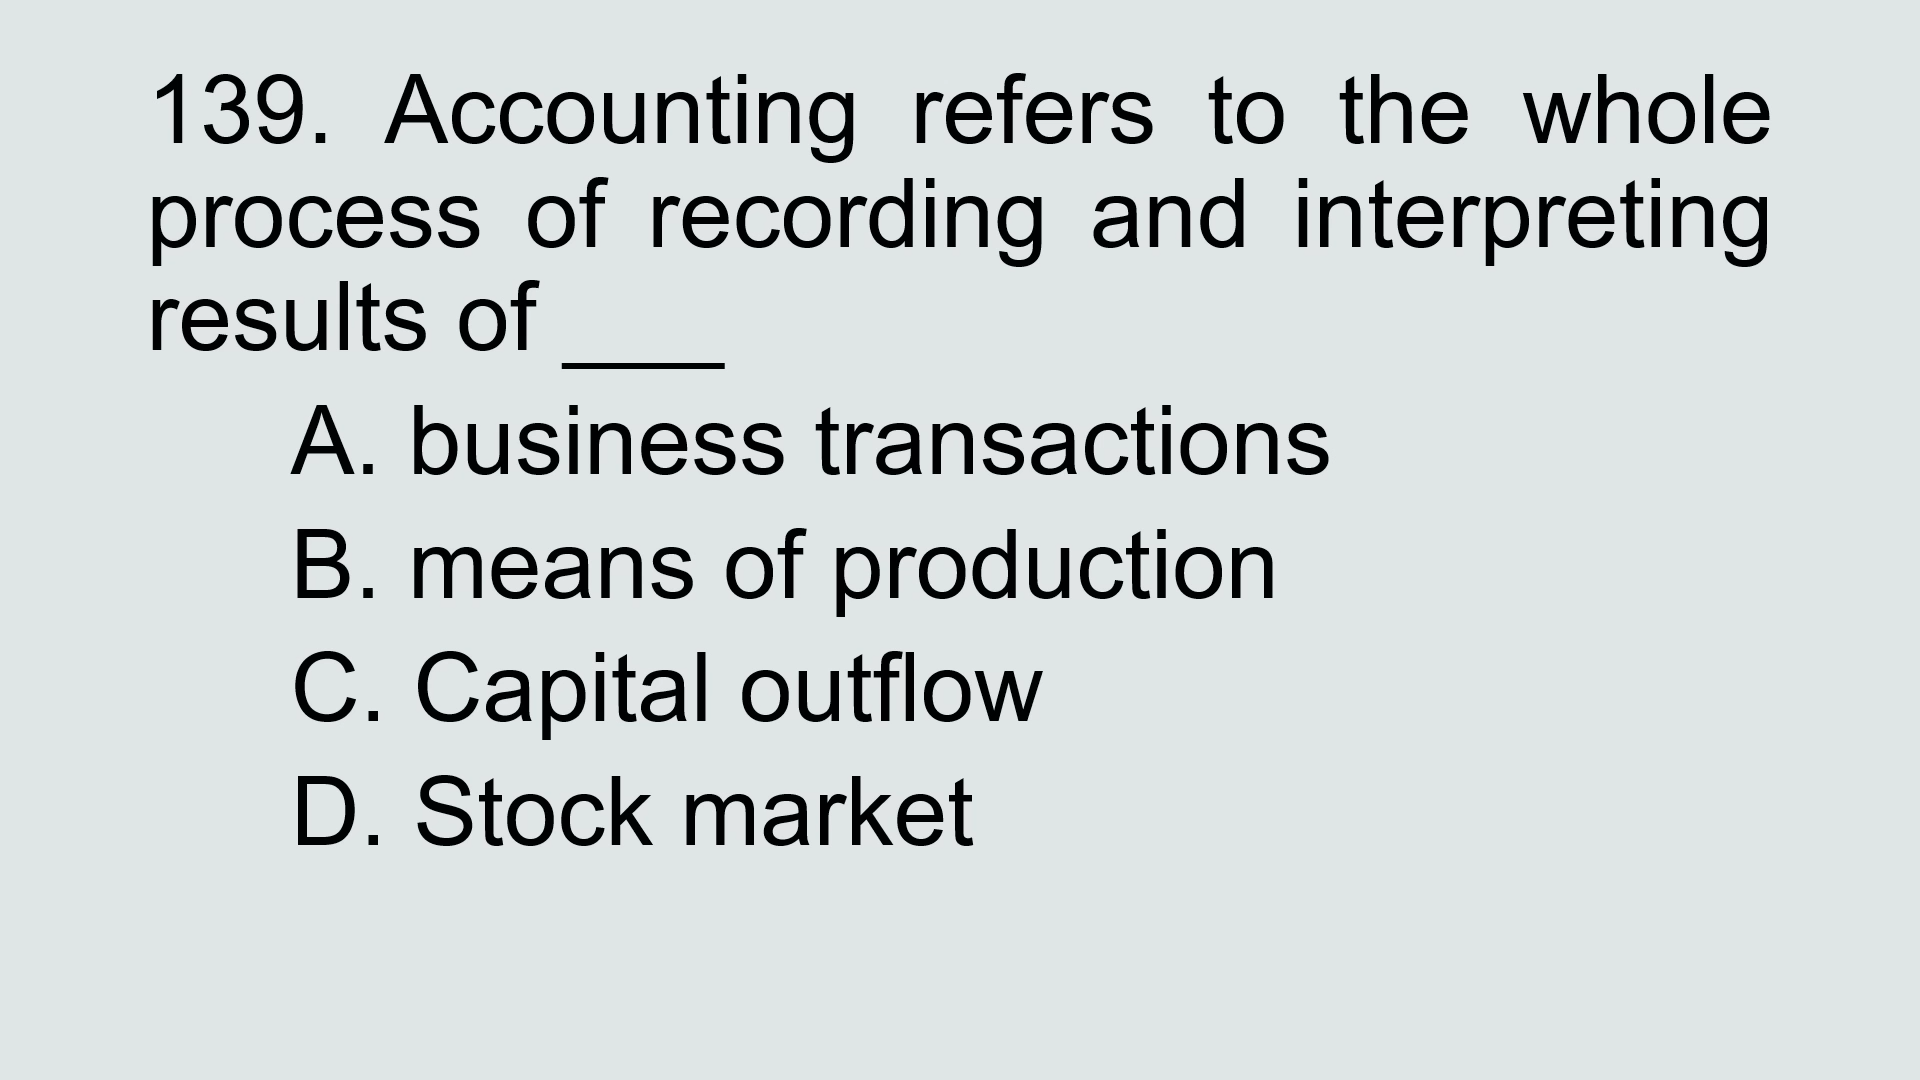 139. Accounting refers to the whole
process of recording and interpreting
results of ___
A. business transactions
B. means of production
C. Capital outflow
D. Stock market